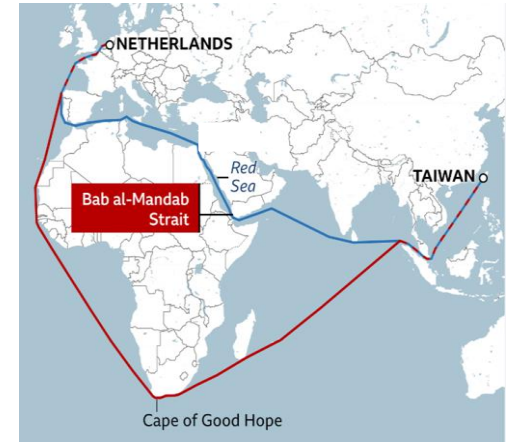 NETHERLANDS
Red
Sea
TAIWAN
Bab al-Mandab
Strait
Cape of Good Hope